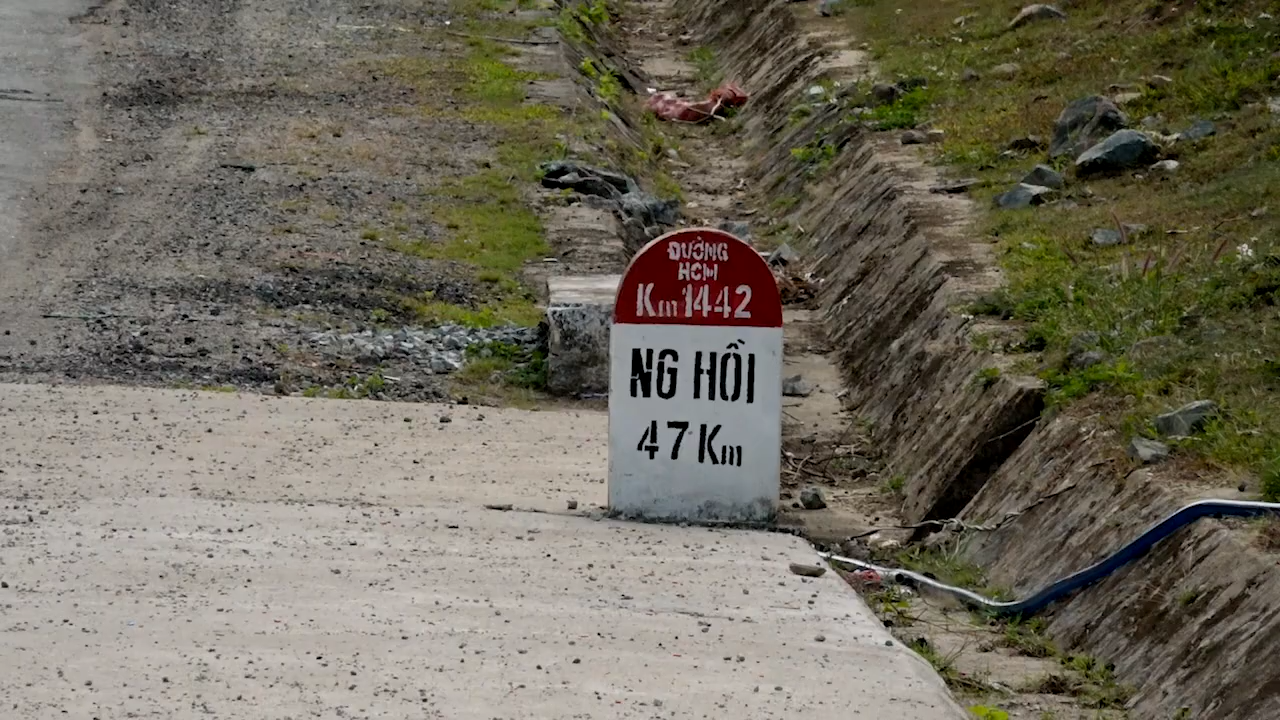 ĐƯỜNG
HCM
Km 1442
NG HỒI
47 Km